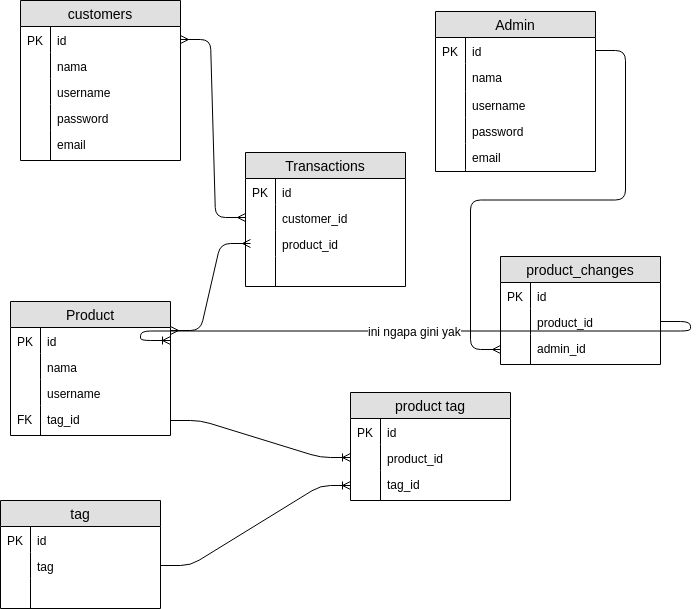 customers
PK id
nama
username
password
email
Admin
PK id
nama
username
password
email
Transactions
PK id
customer_id
product_id
product_changes
PK id
product_id
admin_id
Product
PK id
nama
username
FK tag_id
ini ngapa gini yak
product tag
PK id
product_id
tag_id
tag
PK id
tag